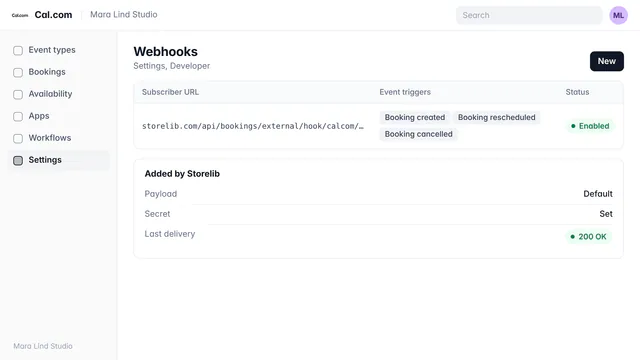 Cal.com Cal.com Mara Lind Studio Search ML
Event types
Bookings
Availability
Apps
Workflows
Settings
Mara Lind Studio
Webhooks
Settings, Developer
New
Subscriber URL Event triggers Status
storelib.com/api/bookings/external/hook/calcom/… Booking created Booking rescheduled Enabled
Booking cancelled
Added by Storelib
Payload Default
Secret Set
Last delivery 200 OK